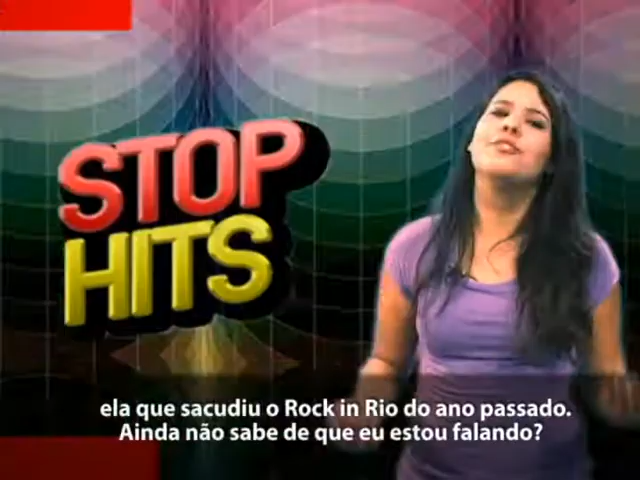 STOP
HITS
ela que sacudiu o Rock in Rio do ano passado.
Ainda não sabe de que eu estou falando?